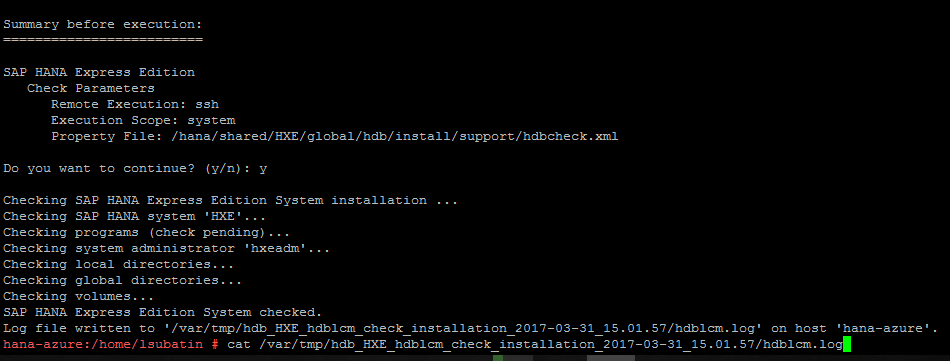 Summary before execution:
=========================
SAP HANA Express Edition
Check Parameters
Remote Execution: ssh
Execution Scope: system
Property File: /hana/shared/HXE/global/hdb/install/support/hdbcheck.xml
Do you want to continue? (y/n): y
Checking SAP HANA Express Edition System installation ...
Checking SAP HANA system 'HXE'...
Checking programs (check pending)...
Checking system administrator 'hxeadm'...
Checking local directories...
Checking global directories...
Checking volumes...
SAP HANA Express Edition System checked.
Log file written to '/var/tmp/hdb_HXE_hdblcm_check_installation_2017-03-31_15.01.57/hdblcm.log' on host 'hana-azure'.
hana-azure:/home/lsubatin # cat /var/tmp/hdb_HXE_hdblcm_check_installation_2017-03-31_15.01.57/hdblcm.log